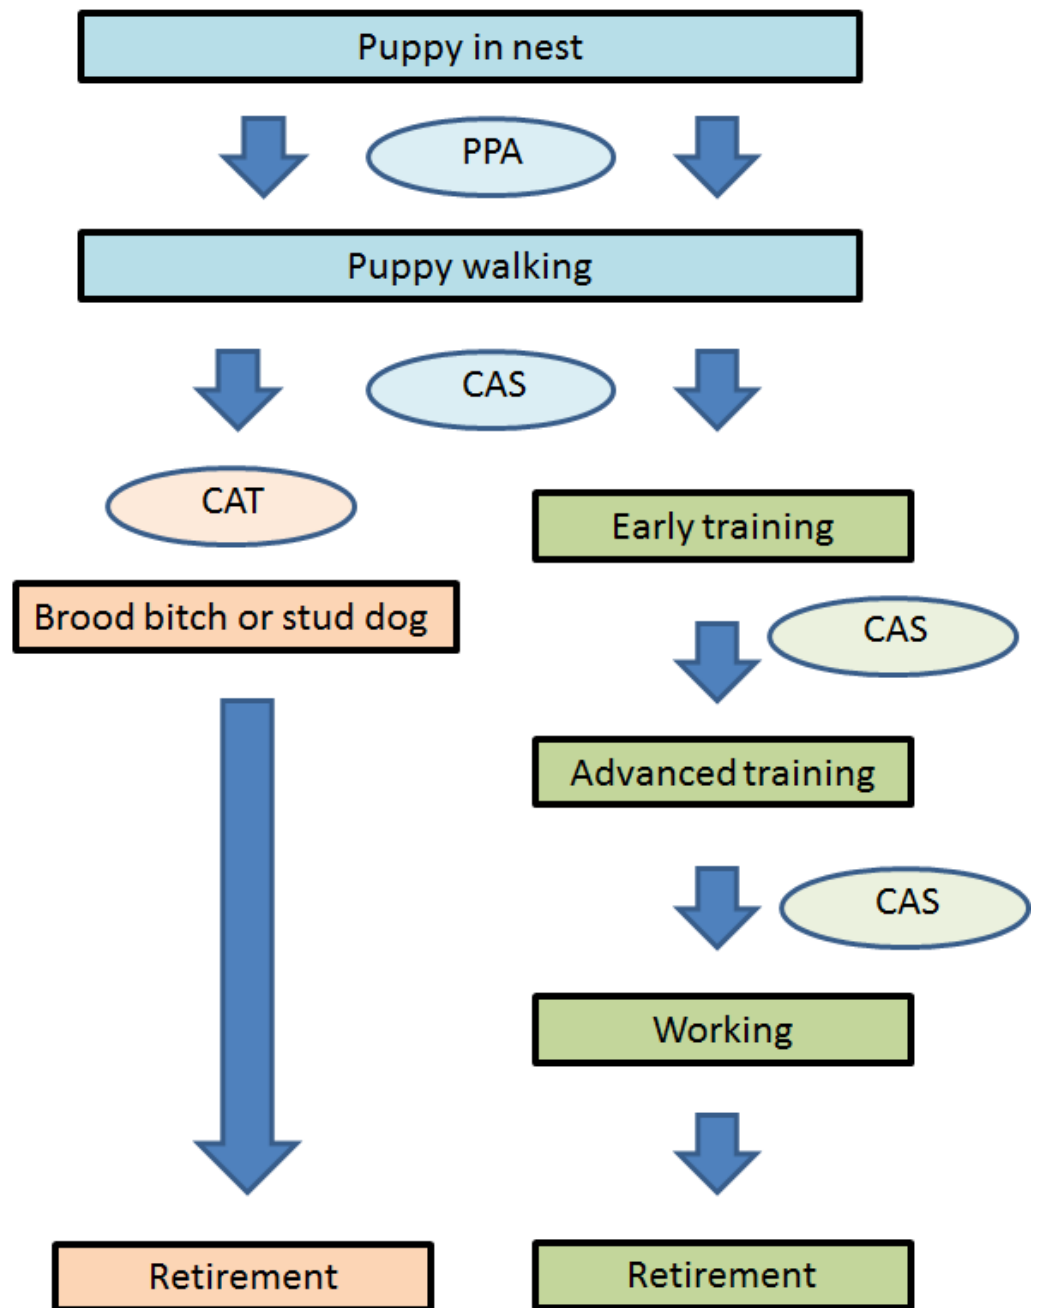 Puppy in nest
PPA
Puppy walking
CAS
CAT
Early training
Brood bitch or stud dog
CAS
Advanced training
CAS
Working
Retirement
Retirement